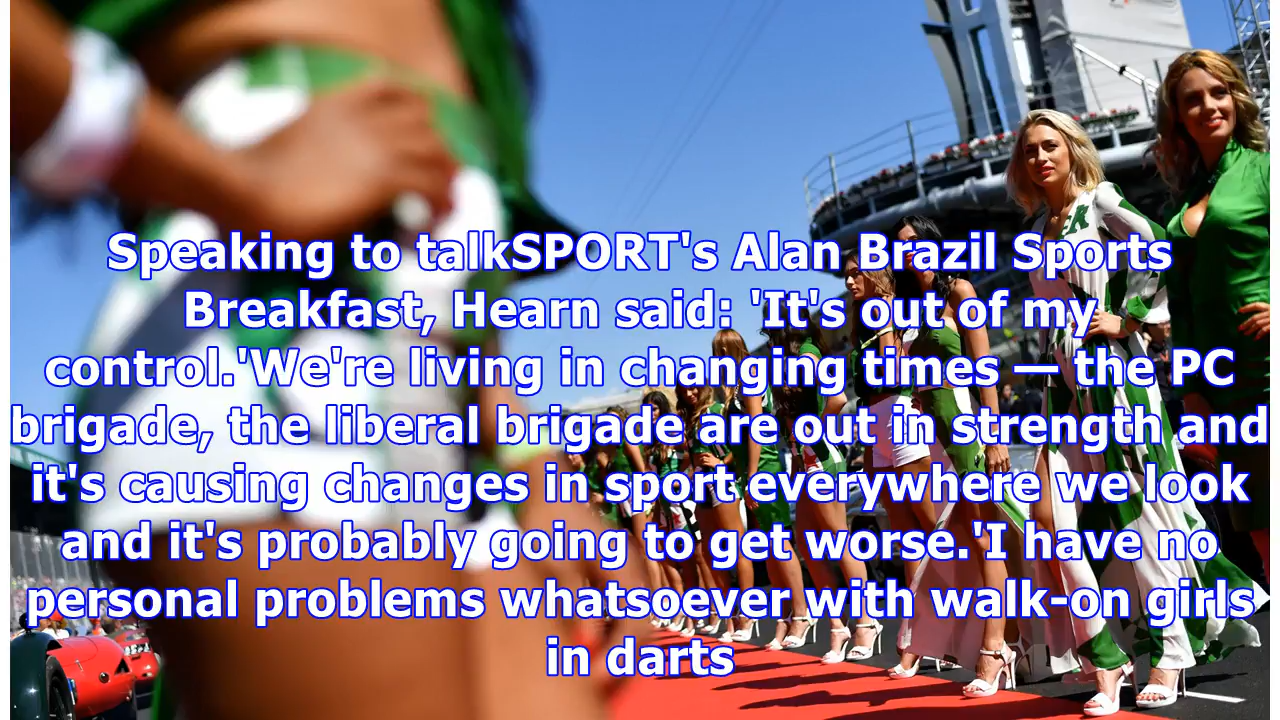 Speaking to talkSPORT's Alan Brazil Sports
Breakfast, Hearn said: 'It's out of my
control.'We're living in changing times — the PC
brigade, the liberal brigade are out in strength and
it's causing changes in sport everywhere we look
and it's probably going to get worse.'I have no
personal problems whatsoever with walk-on girls
in darts